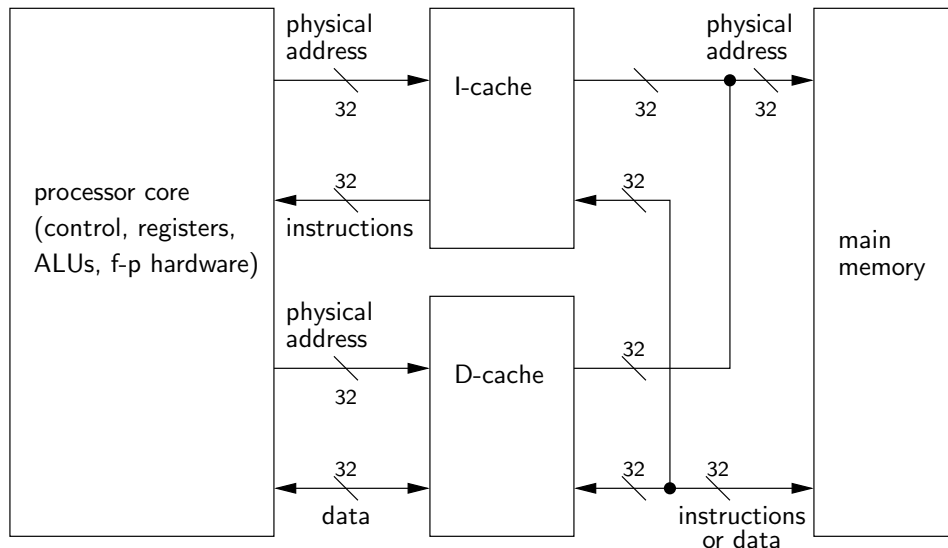 processor core
(control, registers,
ALUs, f-p hardware)
physical
address
32
32
instructions
I-cache
32
32
physical
address
32
physical
address
32
32
data
D-cache
32
32
32
instructions
or data
main
memory